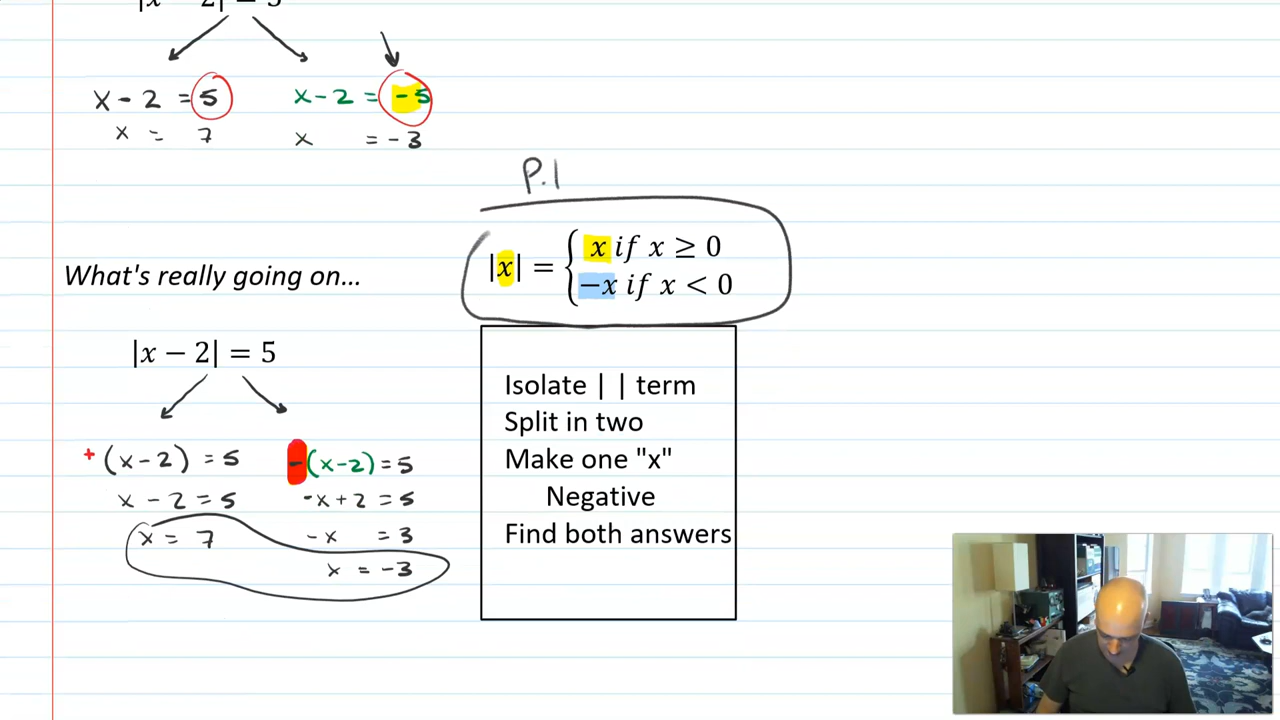 |x - 2| = 5
x - 2 = 5
x = 7
x - 2 = -5
x = -3
P.1
|x| = { x if x ≥ 0
-x if x < 0
What's really going on...
|x - 2| = 5
+ (x - 2) = 5
x - 2 = 5
x = 7
-(x - 2) = 5
-x + 2 = 5
-x = 3
x = -3
Isolate | | term
Split in two
Make one "x"
Negative
Find both answers